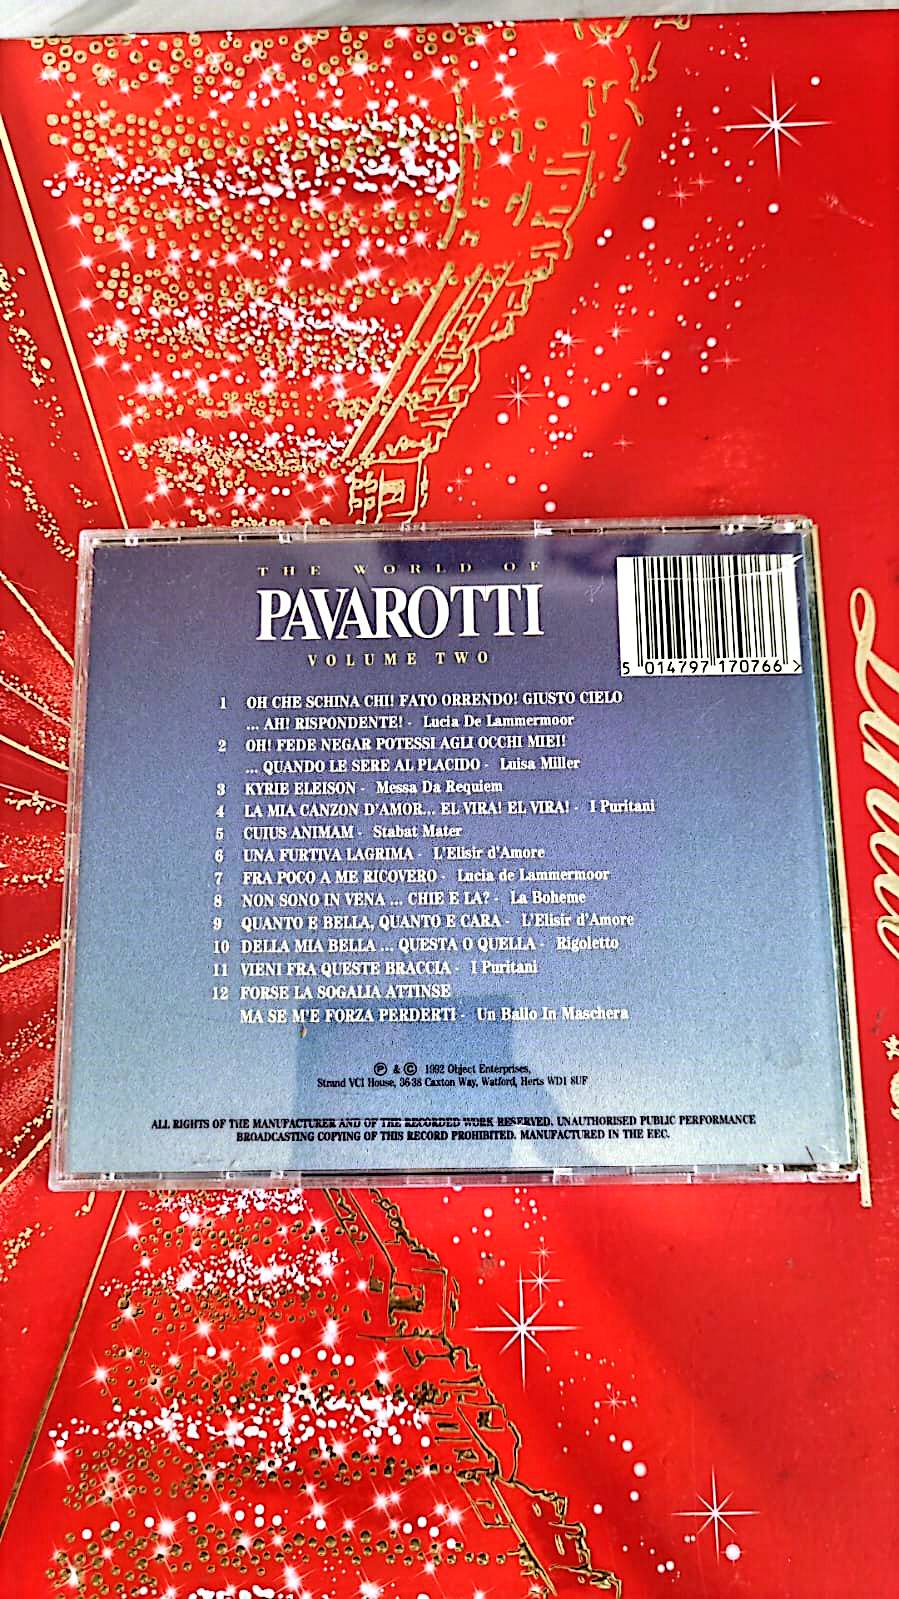 THE WORLD OF
PAVAROTTI
VOLUME TWO
5 014797 170766 >
1 OH CHE SCHINA CHI! FATO ORRENDO! GIUSTO CIELO
... AH! RISPONDENTE! - Lucia De Lammermoor
2 OH! FEDE NEGAR POTESSI AGLI OCCHI MIEI!
... QUANDO LE SERE AL PLACIDO - Luisa Miller
3 KYRIE ELEISON - Messa Da Requiem
4 LA MIA CANZON D'AMOR... EL VIRA! EL VIRA! - I Puritani
5 CUIUS ANIMAM - Stabat Mater
6 UNA FURTIVA LAGRIMA - L'Elisir d'Amore
7 FRA POCO A ME RICOVERO - Lucia de Lammermoor
8 NON SONO IN VENA ... CHIE E LA? - La Boheme
9 QUANTO E BELLA, QUANTO E CARA - L'Elisir d'Amore
10 DELLA MIA BELLA ... QUESTA O QUELLA - Rigoletto
11 VIENI FRA QUESTE BRACCIA - I Puritani
12 FORSE LA SOGALIA ATTINSE
MA SE M'E FORZA PERDERTI - Un Ballo In Maschera
Ⓟ & © 1992 Object Enterprises,
Strand VCI House, 36-38 Caxton Way, Watford, Herts WD1 8UF
ALL RIGHTS OF THE MANUFACTURER AND OF THE RECORDED WORK RESERVED, UNAUTHORISED PUBLIC PERFORMANCE
BROADCASTING COPYING OF THIS RECORD PROHIBITED. MANUFACTURED IN THE EEC.